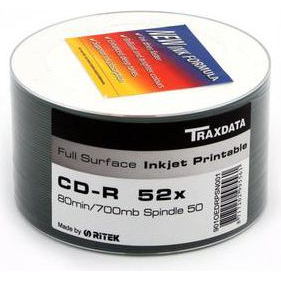 NEW INK FORMULA
TRAXDATA
Full Surface Inkjet Printable
CD-R 52x
80min/700mb Spindle 50
Made by RiTEK